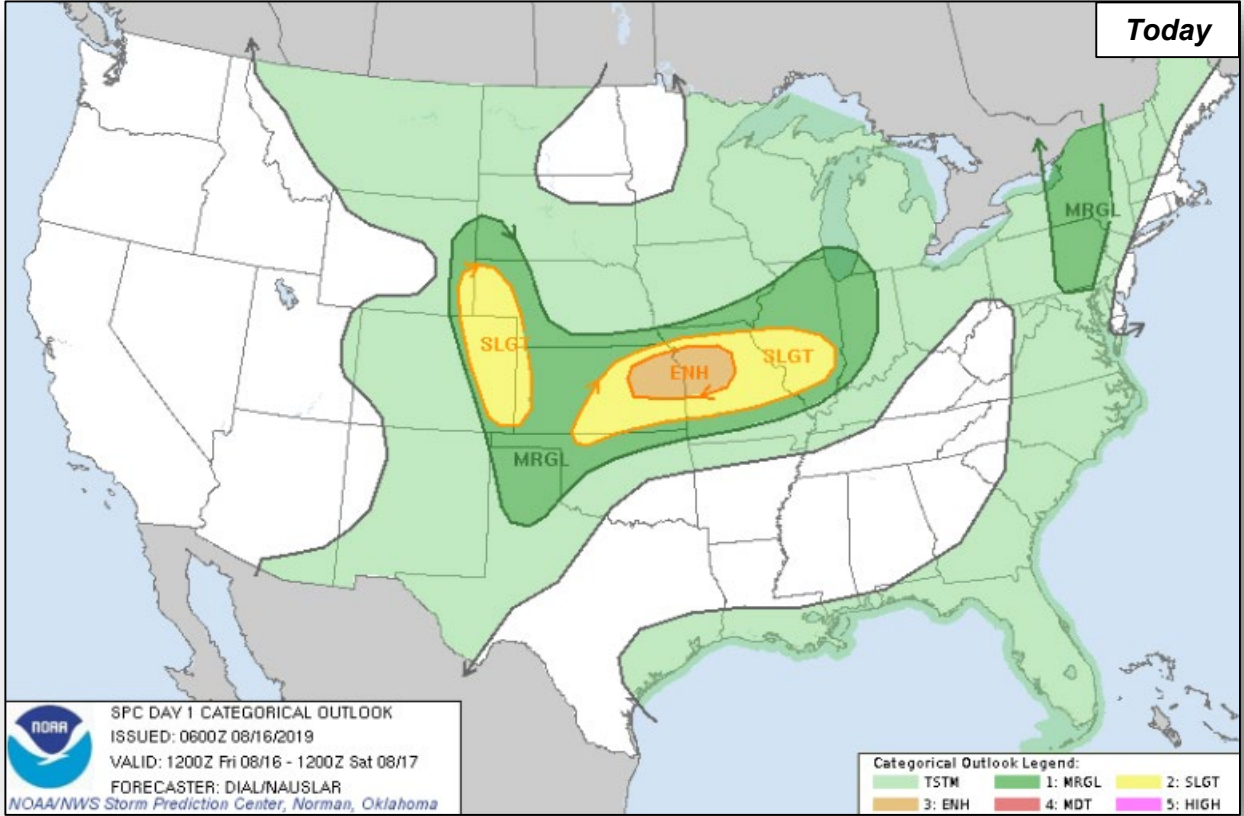 Today
MRGL
SLGT
SLGT
ENH
MRGL
NOAA
SPC DAY 1 CATEGORICAL OUTLOOK
ISSUED: 0600Z 08/16/2019
VALID: 1200Z Fri 08/16 - 1200Z Sat 08/17
FORECASTER: DIAL/NAUSLAR
NOAA/NWS Storm Prediction Center, Norman, Oklahoma
Categorical Outlook Legend:
TSTM 1: MRGL 2: SLGT
3: ENH 4: MDT 5: HIGH